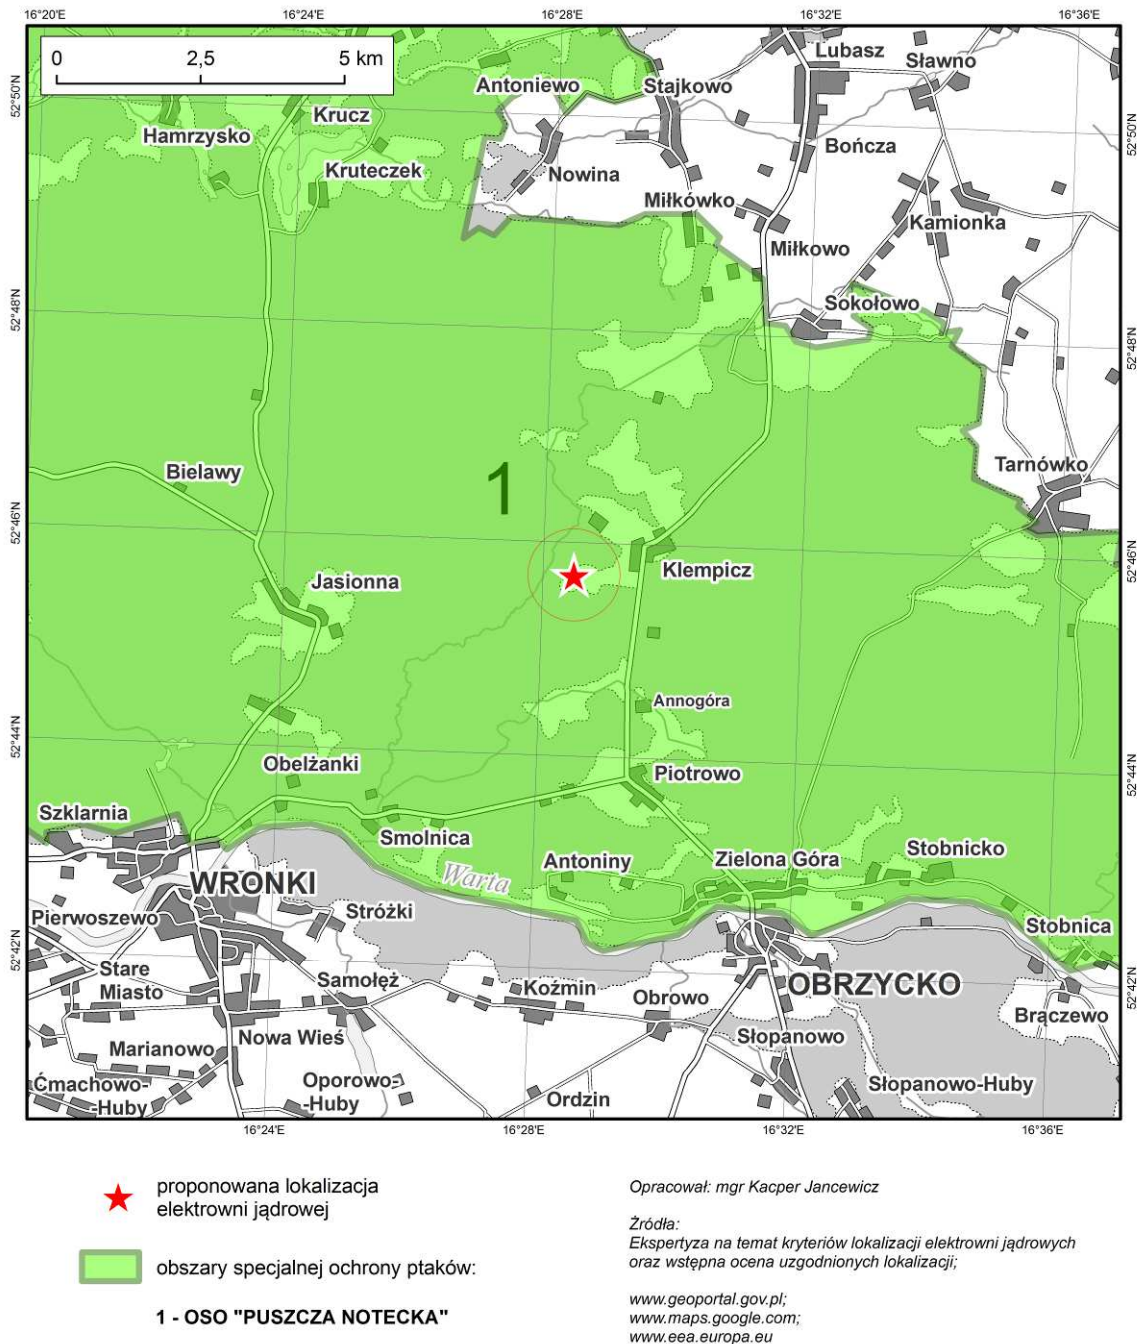 16°20'E
16°28'E
16°32'E
16°36'E
0
2,5
5 km
52°50'N
52°50'N
Lubasz
Sławno
Antoniewo
Stajkowo
Krucz
Hamrzysko
Bończa
Kruteczek
Nowina
Miłkówko
Kamionka
Miłkowo
52°48'N
Sokołowo
52°48'N
Bielawy
1
Tarnówko
52°46'N
52°46'N
Jasionna
Klempicz
Annogóra
52°44'N
52°44'N
Obelżanki
Piotrowo
Szklarnia
Smolnica
Antoniny
Zielona Góra
Stobnicko
Warta
WRONKI
Pierwoszewo
Stróżki
Stobnica
52°42'N
52°42'N
Stare
Miasto
Samołęż
Koźmin
Obrowo
OBRZYCKO
Brączewo
Nowa Wieś
Słopanowo
Marianowo
Ćmachowo-
-Huby
Oporowo-
-Huby
Ordzin
Słopanowo-Huby
16°24'E
16°28'E
16°32'E
16°36'E
proponowana lokalizacja
elektrowni jądrowej
obszary specjalnej ochrony ptaków:
1 - OSO "PUSZCZA NOTECKA"
Opracował: mgr Kacper Jancewicz
Źródła:
Ekspertyza na temat kryteriów lokalizacji elektrowni jądrowych
oraz wstępna ocena uzgodnionych lokalizacji;
www.geoportal.gov.pl;
www.maps.google.com;
www.eea.europa.eu